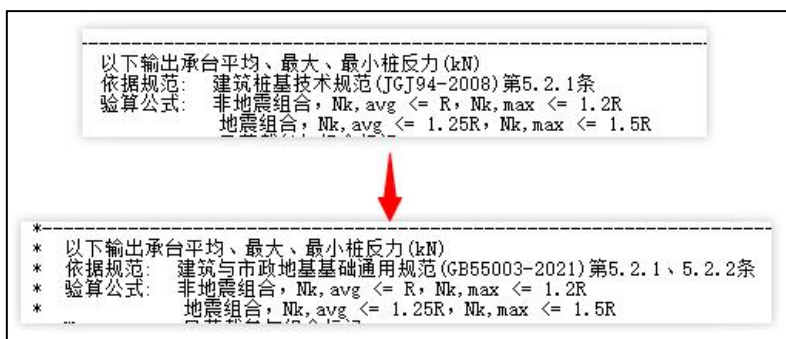 以下输出承台平均、最大、最小桩反力(kN)
依据规范: 建筑桩基技术规范(JGJ94-2008)第5.2.1条
验算公式: 非地震组合,Nk,avg <= R,Nk,max <= 1.2R
地震组合,Nk,avg <= 1.25R,Nk,max <= 1.5R
*
* 以下输出承台平均、最大、最小桩反力(kN)
* 依据规范: 建筑与市政地基基础通用规范(GB55003-2021)第5.2.1、5.2.2条
* 验算公式: 非地震组合,Nk,avg <= R,Nk,max <= 1.2R
* 地震组合,Nk,avg <= 1.25R,Nk,max <= 1.5R